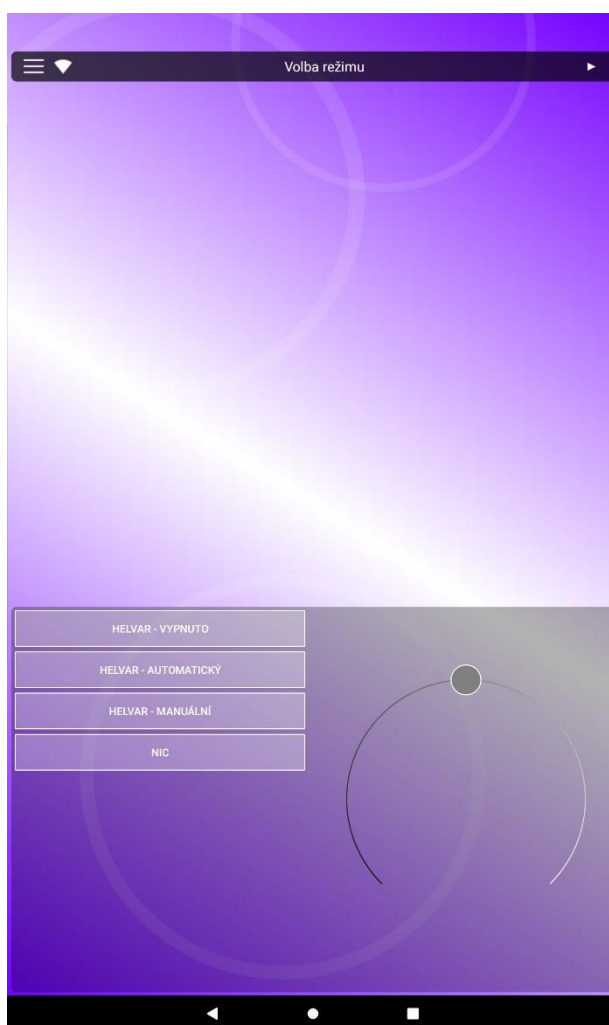 Volba režimu
HELVAR - VYPNUTO
HELVAR - AUTOMATICKÝ
HELVAR - MANUÁLNÍ
NIC